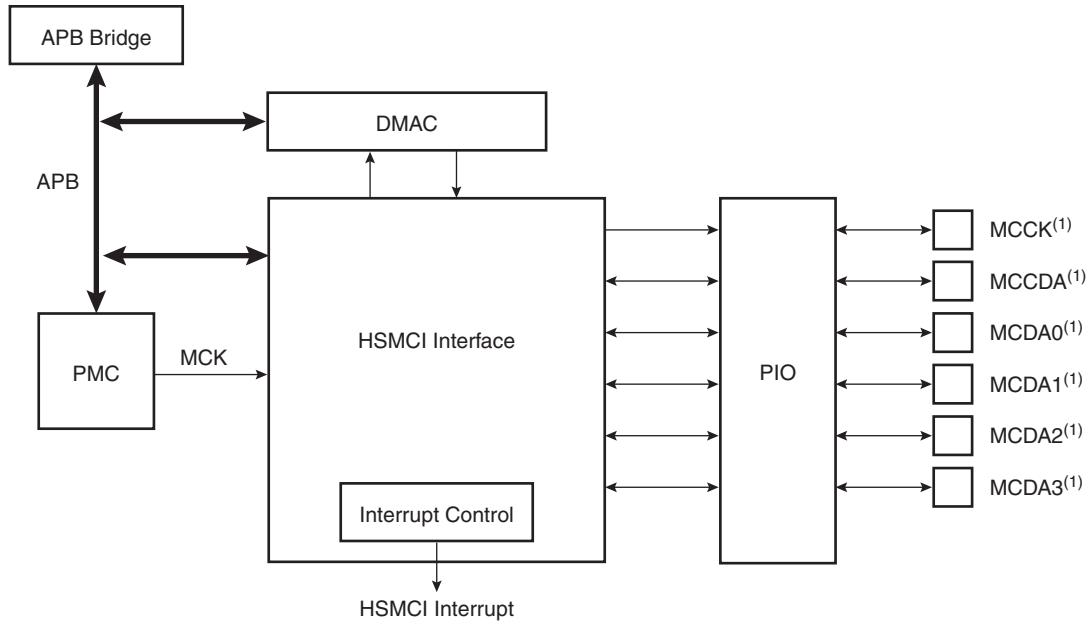 APB Bridge
DMAC
APB
MCCK(1)
MCCDA(1)
HSMCI Interface
MCDA0(1)
MCK
PMC
PIO
MCDA1(1)
MCDA2(1)
MCDA3(1)
Interrupt Control
HSMCI Interrupt